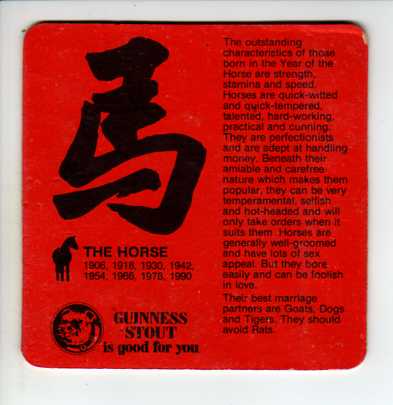 馬
THE HORSE
1906, 1918, 1930, 1942,
1954, 1966, 1978, 1990
GUINNESS
STOUT
is good for you
The outstanding
characteristics of those
born in the Year of the
Horse are strength,
stamina and speed.
Horses are quick-witted
and quick-tempered,
talented, hard-working,
practical and cunning.
They are perfectionists
and are adept at handling
money. Beneath their
amiable and carefree
nature which makes them
popular, they can be very
temperamental, selfish
and hot-headed and will
only take orders when it
suits them. Horses are
generally well-groomed
and have lots of sex
appeal. But they bore
easily and can be foolish
in love.
Their best marriage
partners are Goats, Dogs
and Tigers. They should
avoid Rats.